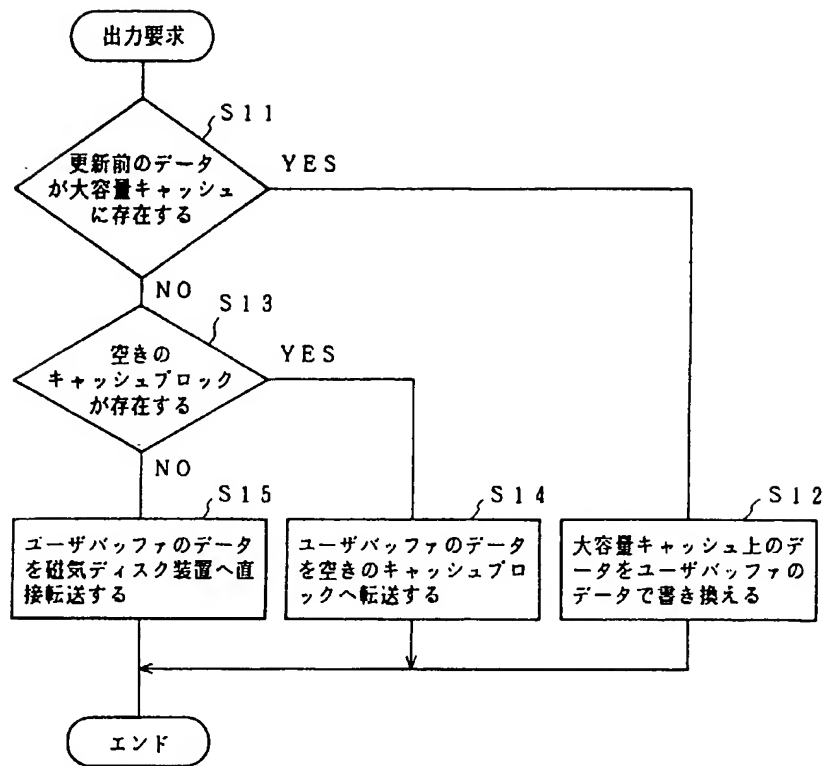 出力要求
S11
更新前のデータ
が大容量キャッシュ
に存在する
YES
NO
S13
空きの
キャッシュブロック
が存在する
YES
NO
S15
ユーザバッファのデータ
を磁気ディスク装置へ直
接転送する
S14
ユーザバッファのデータ
を空きのキャッシュブロ
ックへ転送する
S12
大容量キャッシュ上のデ
ータをユーザバッファの
データで書き換える
エンド